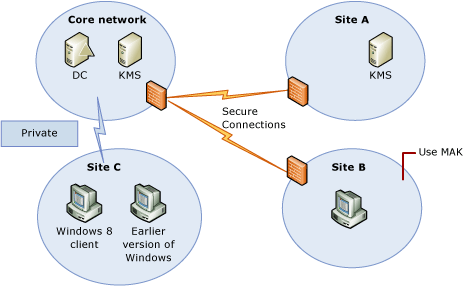 Core network
DC
KMS
Site A
KMS
Secure
Connections
Private
Use MAK
Site C
Windows 8
client
Earlier
version of
Windows
Site B